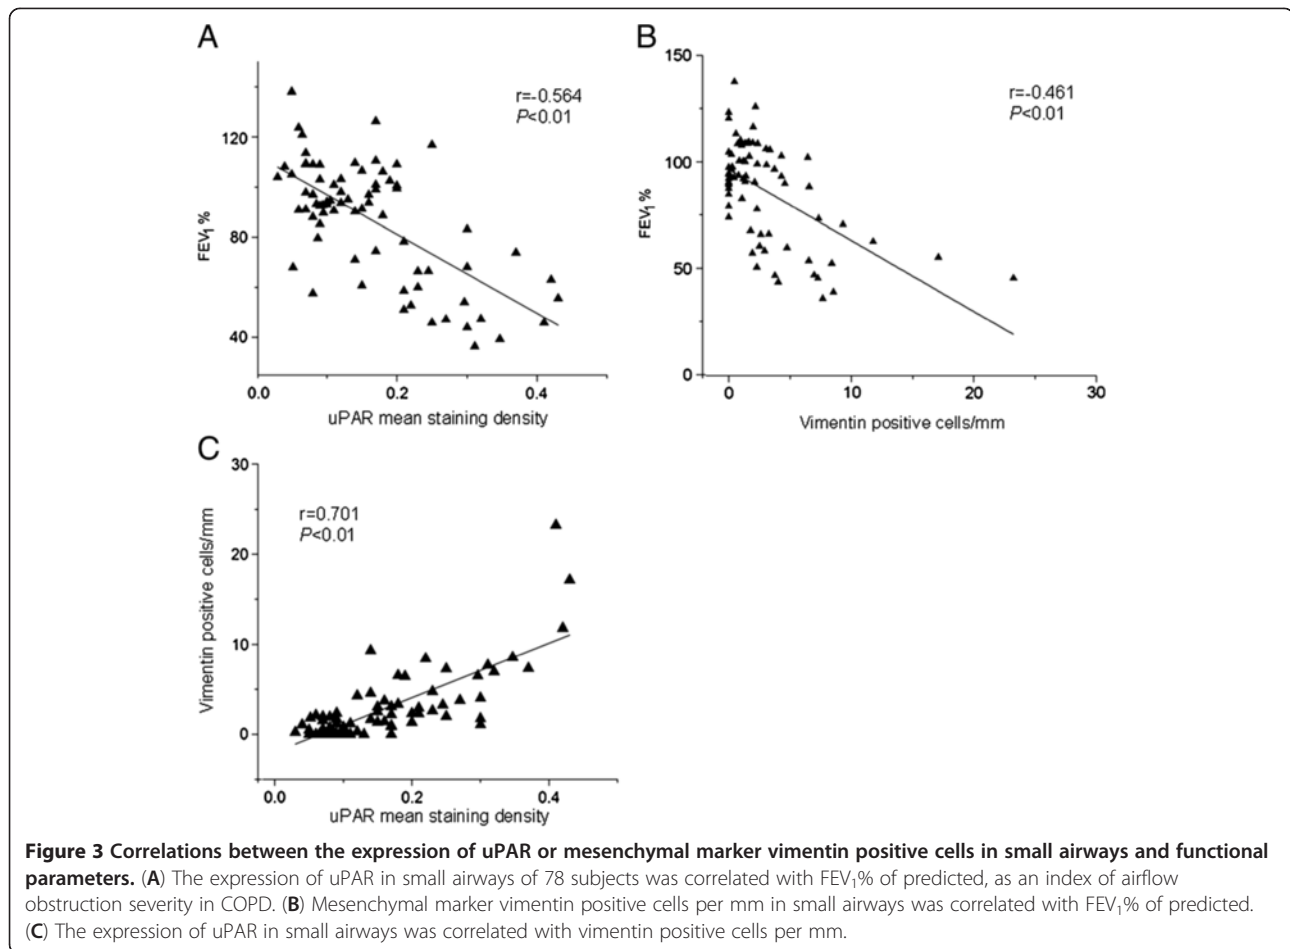 A
r=-0.564
P<0.01
FEV₁ %
120
80
40
0.0
0.2
0.4
uPAR mean staining density
B
r=-0.461
P<0.01
FEV₁ %
150
100
50
0
0
10
20
30
Vimentin positive cells/mm
C
r=0.701
P<0.01
Vimentin positive cells/mm
30
20
10
0
0.0
0.2
0.4
uPAR mean staining density
Figure 3 Correlations between the expression of uPAR or mesenchymal marker vimentin positive cells in small airways and functional
parameters. (A) The expression of uPAR in small airways of 78 subjects was correlated with FEV₁% of predicted, as an index of airflow
obstruction severity in COPD. (B) Mesenchymal marker vimentin positive cells per mm in small airways was correlated with FEV₁% of predicted.
(C) The expression of uPAR in small airways was correlated with vimentin positive cells per mm.